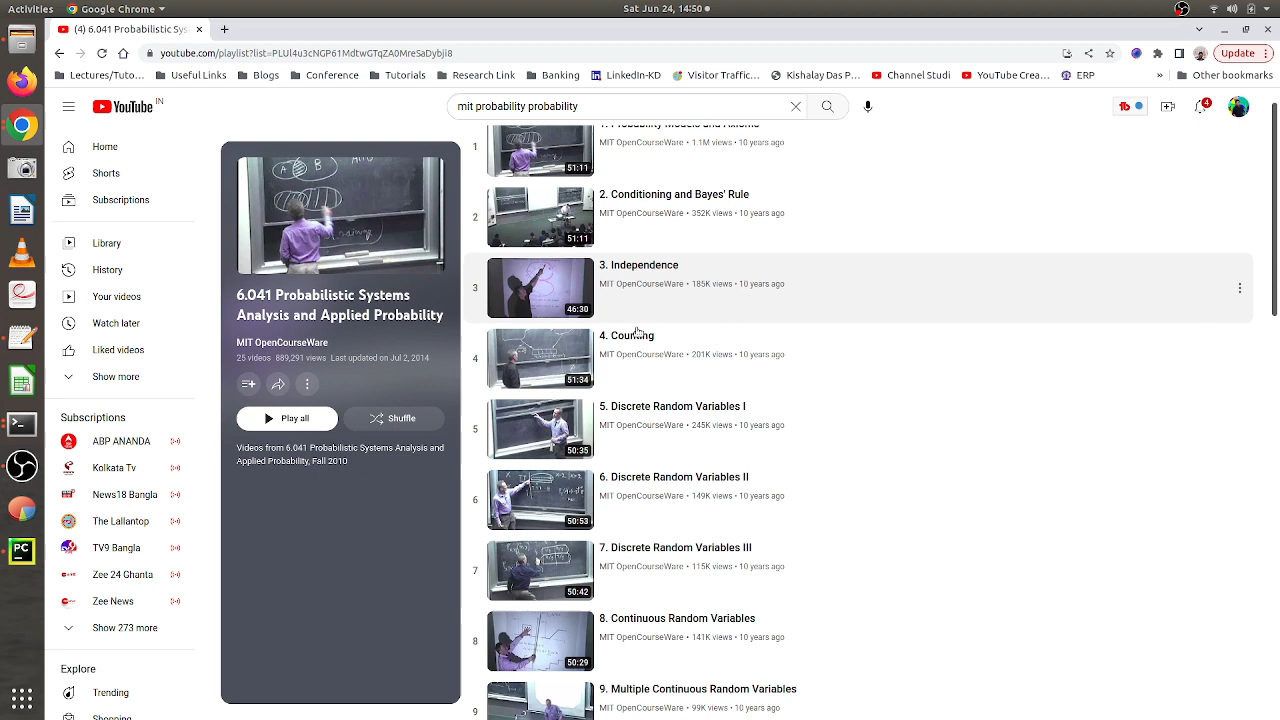 Activities
Google Chrome
Sat Jun 24, 14:50
(4) 6.041 Probabilistic Sys
youtube.com/playlist?list=PLUl4u3cNGP61MdtwGTqZA0MreSaDybji8
Update
Lectures/Tuto...
Useful Links
Blogs
Conference
Tutorials
Research Link
Banking
LinkedIn-KD
Visitor Traffic...
Kishalay Das P...
Channel Studi
YouTube Crea...
ERP
»
Other bookmarks
YouTube IN
mit probability probability
4
Home
Shorts
Subscriptions
Library
History
Your videos
Watch later
Liked videos
Show more
Subscriptions
ABP ANANDA
Kolkata Tv
News18 Bangla
The Lallantop
TV9 Bangla
Zee 24 Ghanta
Zee News
Show 273 more
Explore
Trending
Shopping
A B
6.041 Probabilistic Systems
Analysis and Applied Probability
MIT OpenCourseWare
25 videos 889,291 views Last updated on Jul 2, 2014
Play all
Shuffle
Videos from 6.041 Probabilistic Systems Analysis and
Applied Probability, Fall 2010
1
51:11
1. Probability Models and Axioms
MIT OpenCourseWare • 1.1M views • 10 years ago
2
51:11
2. Conditioning and Bayes' Rule
MIT OpenCourseWare • 352K views • 10 years ago
3
46:30
3. Independence
MIT OpenCourseWare • 185K views • 10 years ago
4
51:34
4. Counting
MIT OpenCourseWare • 201K views • 10 years ago
5
50:35
5. Discrete Random Variables I
MIT OpenCourseWare • 245K views • 10 years ago
6
50:53
6. Discrete Random Variables II
MIT OpenCourseWare • 149K views • 10 years ago
7
50:42
7. Discrete Random Variables III
MIT OpenCourseWare • 115K views • 10 years ago
8
50:29
8. Continuous Random Variables
MIT OpenCourseWare • 141K views • 10 years ago
9
9. Multiple Continuous Random Variables
MIT OpenCourseWare • 99K views • 10 years ago
PC